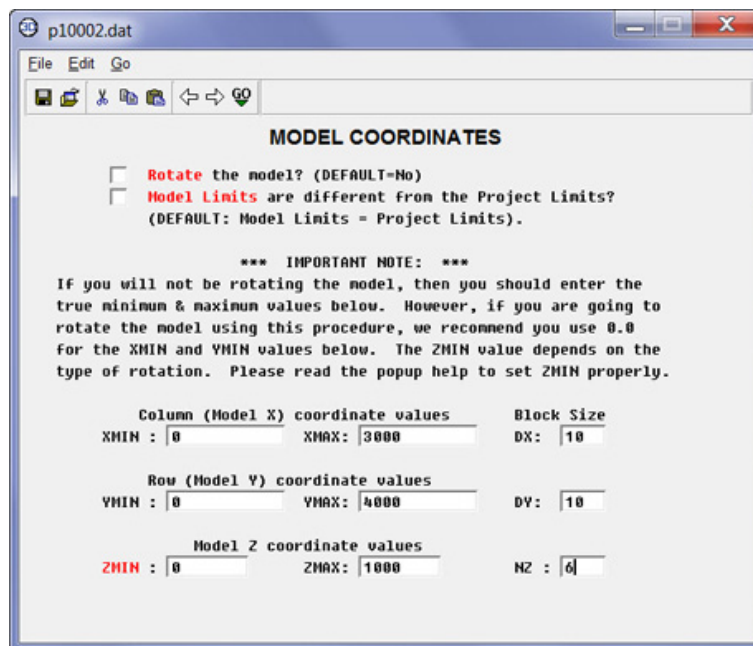 p10002.dat
File Edit Go
GO
MODEL COORDINATES
Rotate the model? (DEFAULT=No)
Model Limits are different from the Project Limits?
(DEFAULT: Model Limits = Project Limits).
*** IMPORTANT NOTE: ***
If you will not be rotating the model, then you should enter the
true minimum & maximum values below. However, if you are going to
rotate the model using this procedure, we recommend you use 0.0
for the XMIN and YMIN values below. The ZMIN value depends on the
type of rotation. Please read the popup help to set ZMIN properly.
Column (Model X) coordinate values Block Size
XMIN : 0 XMAX: 3000 DX: 10
Row (Model Y) coordinate values
YMIN : 0 YMAX: 4000 DY: 10
Model Z coordinate values
ZMIN : 0 ZMAX: 1000 NZ : 6